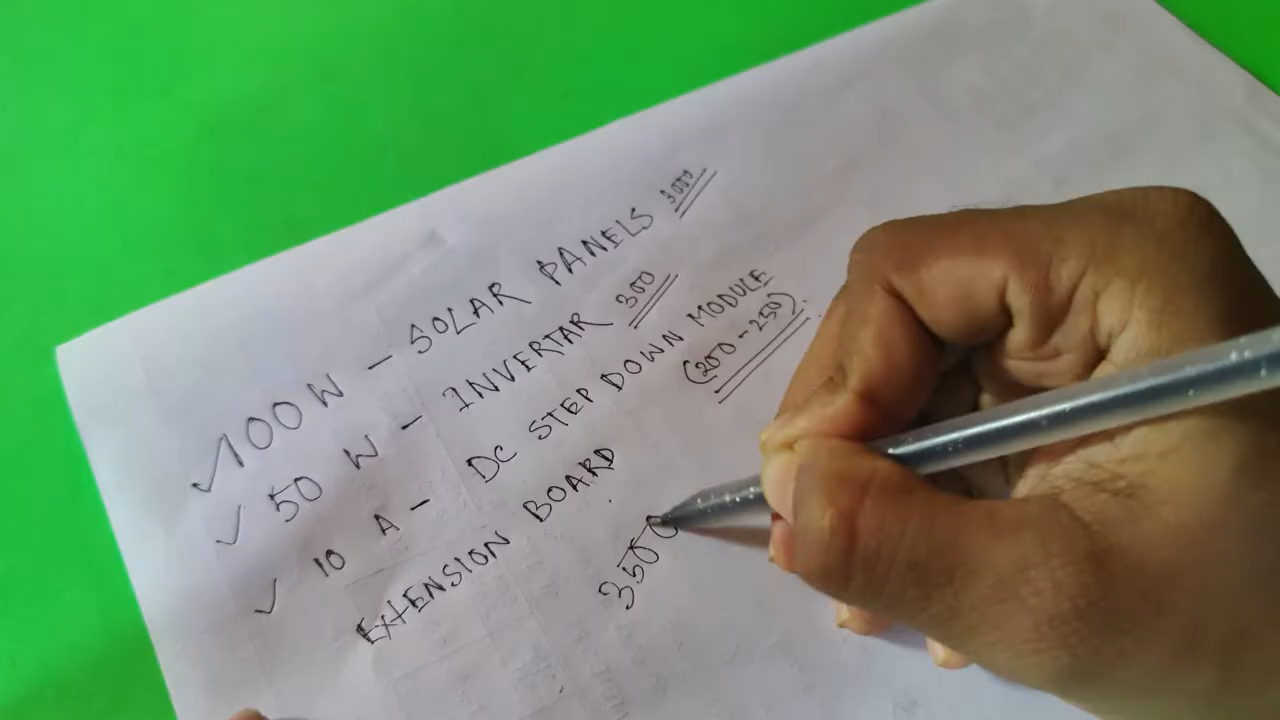 ✓ 100 W - SOLAR PANELS 3000
✓ 50 W - INVERTAR 300
✓ 10 A - DC STEP DOWN MODULE
(200-250)
EXTENSION BOARD
3500